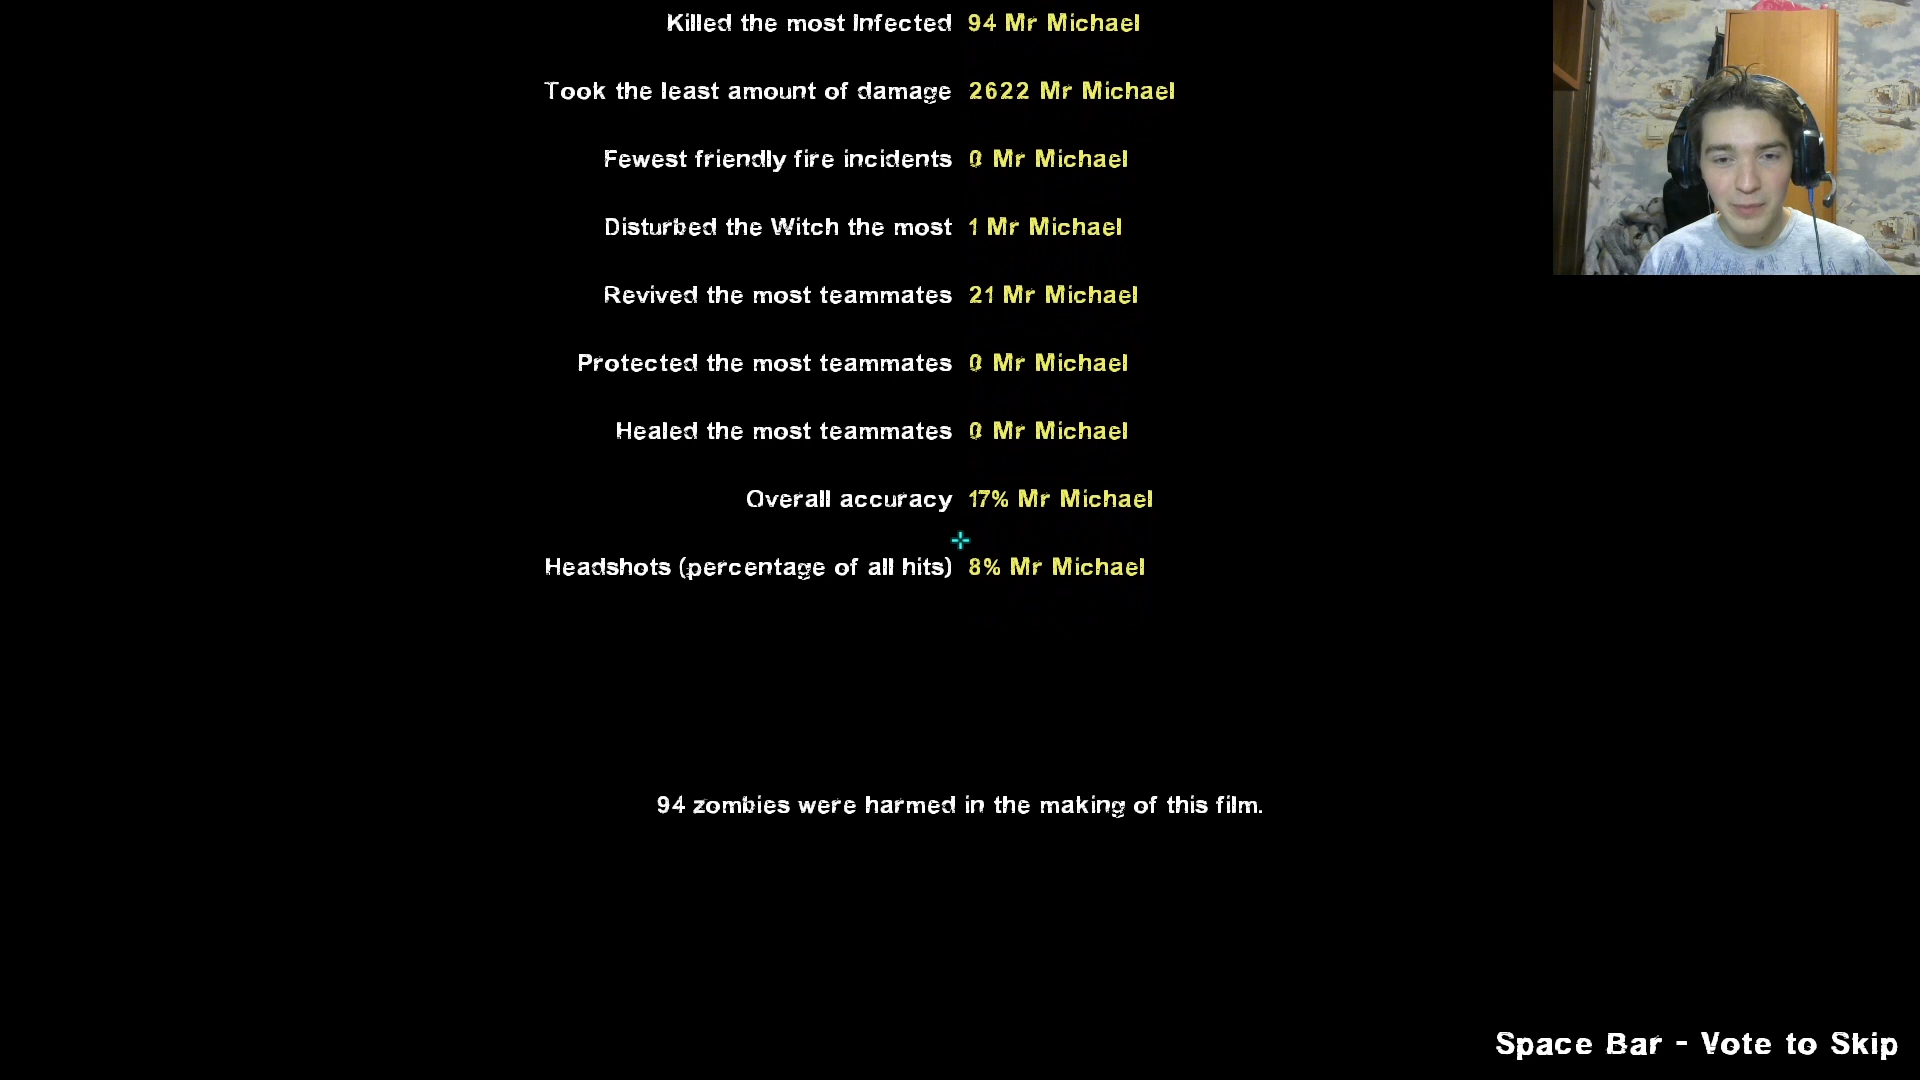 Killed the most Infected 94 Mr Michael
Took the least amount of damage 2622 Mr Michael
Fewest friendly fire incidents 0 Mr Michael
Disturbed the Witch the most 1 Mr Michael
Revived the most teammates 21 Mr Michael
Protected the most teammates 0 Mr Michael
Healed the most teammates 0 Mr Michael
Overall accuracy 17% Mr Michael
Headshots (percentage of all hits) 8% Mr Michael
94 zombies were harmed in the making of this film.
Space Bar - Vote to Skip